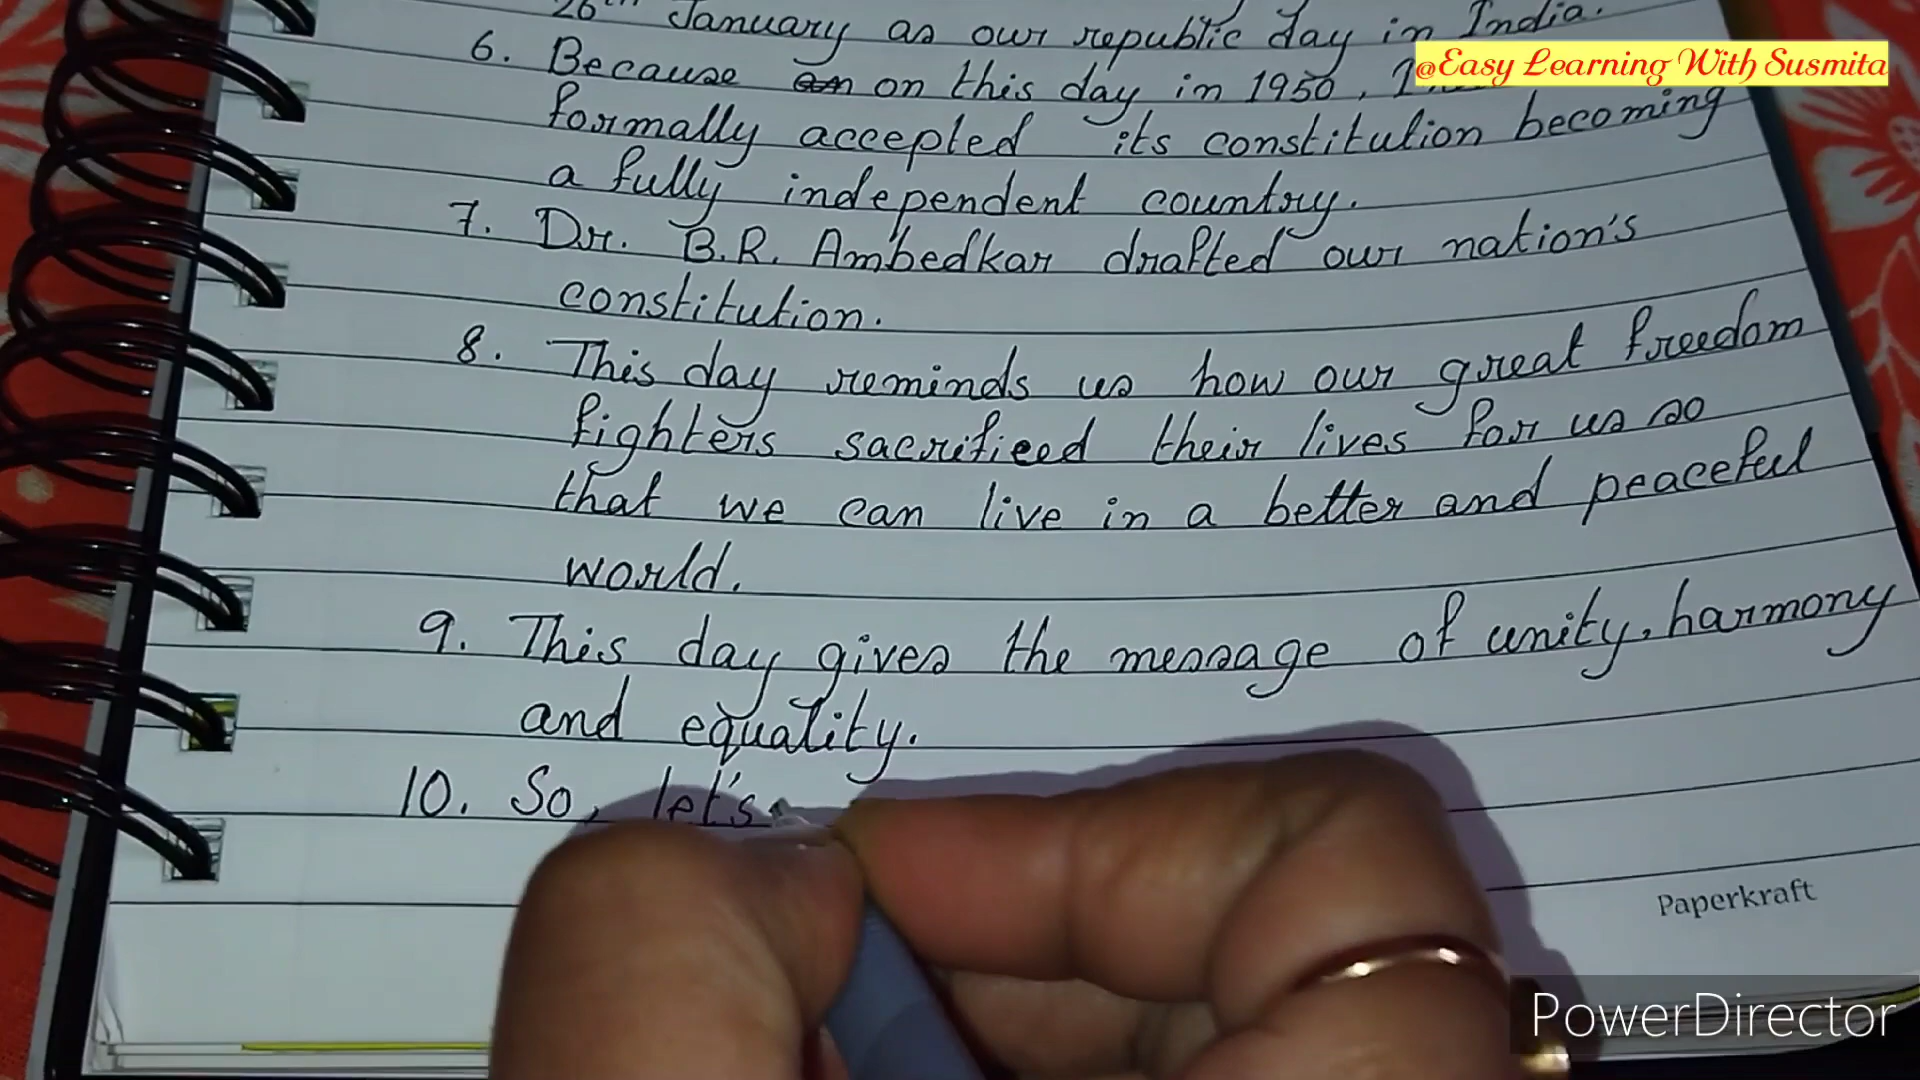 26th January as our republic day in India.
@Easy Learning With Susmita
6. Because on on this day in 1950,
formally accepted its constitution becoming
a fully independent country.
7. Dr. B.R. Ambedkar drafted our nation's
constitution.
8. This day reminds us how our great freedom
fighters sacrificed their lives for us so
that we can live in a better and peaceful
world.
9. This day gives the message of unity, harmony
and equality.
10. So, let's
Paperkraft
PowerDirector